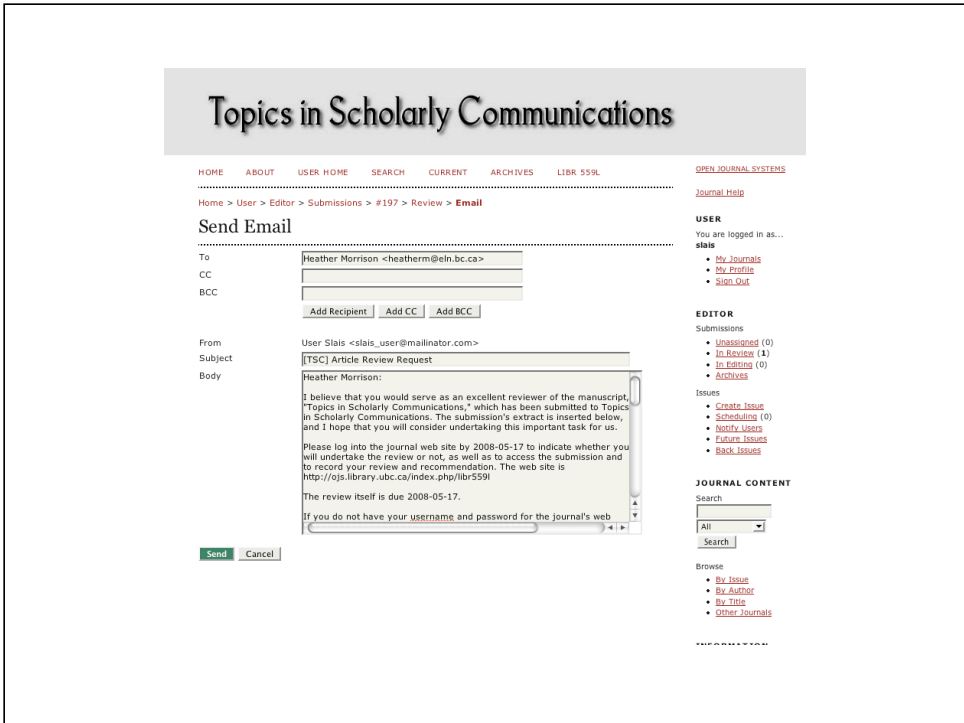 Topics in Scholarly Communications
HOME ABOUT USER HOME SEARCH CURRENT ARCHIVES LIBR 559L
Home > User > Editor > Submissions > #197 > Review > Email
Send Email
To Heather Morrison <heatherm@eln.bc.ca>
CC
BCC
Add Recipient Add CC Add BCC
From User Slais <slais_user@mailinator.com>
Subject [TSC] Article Review Request
Body Heather Morrison:
I believe that you would serve as an excellent reviewer of the manuscript,
"Topics in Scholarly Communications," which has been submitted to Topics
in Scholarly Communications. The submission's extract is inserted below,
and I hope that you will consider undertaking this important task for us.
Please log into the journal web site by 2008-05-17 to indicate whether you
will undertake the review or not, as well as to access the submission and
to record your review and recommendation. The web site is
http://ojs.library.ubc.ca/index.php/libr559l
The review itself is due 2008-05-17.
If you do not have your username and password for the journal's web
Send Cancel
OPEN JOURNAL SYSTEMS
Journal Help
USER
You are logged in as...
slais
My Journals
My Profile
Sign Out
EDITOR
Submissions
Unassigned (0)
In Review (1)
In Editing (0)
Archives
Issues
Create Issue
Scheduling (0)
Notify Users
Future Issues
Back Issues
JOURNAL CONTENT
Search
All
Search
Browse
By Issue
By Author
By Title
Other Journals